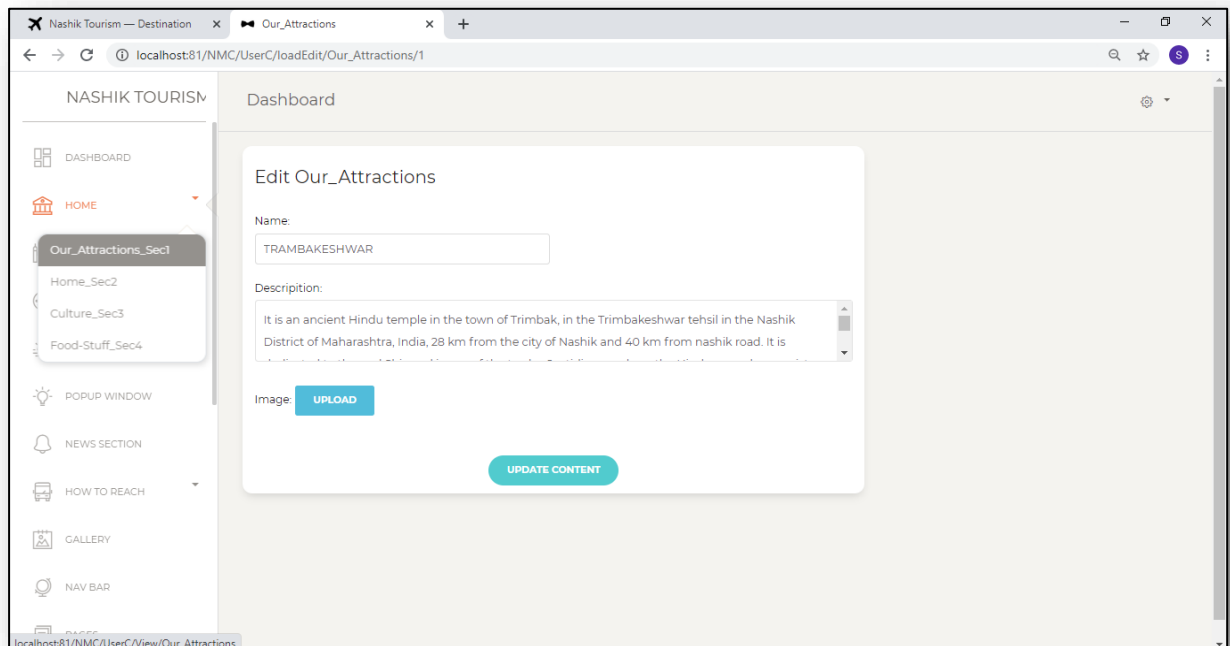 Nashik Tourism — Destination
Our_Attractions
localhost:81/NMC/UserC/loadEdit/Our_Attractions/1
S
NASHIK TOURISM
Dashboard
DASHBOARD
HOME
Our_Attractions_Sec1
Home_Sec2
Culture_Sec3
Food-Stuff_Sec4
POPUP WINDOW
NEWS SECTION
HOW TO REACH
GALLERY
NAV BAR
PAGES
Edit Our_Attractions
Name:
TRAMBAKESHWAR
Descripition:
It is an ancient Hindu temple in the town of Trimbak, in the Trimbakeshwar tehsil in the Nashik
District of Maharashtra, India, 28 km from the city of Nashik and 40 km from nashik road. It is
Image:
UPLOAD
UPDATE CONTENT
localhost:81/NMC/UserC/View/Our_Attractions